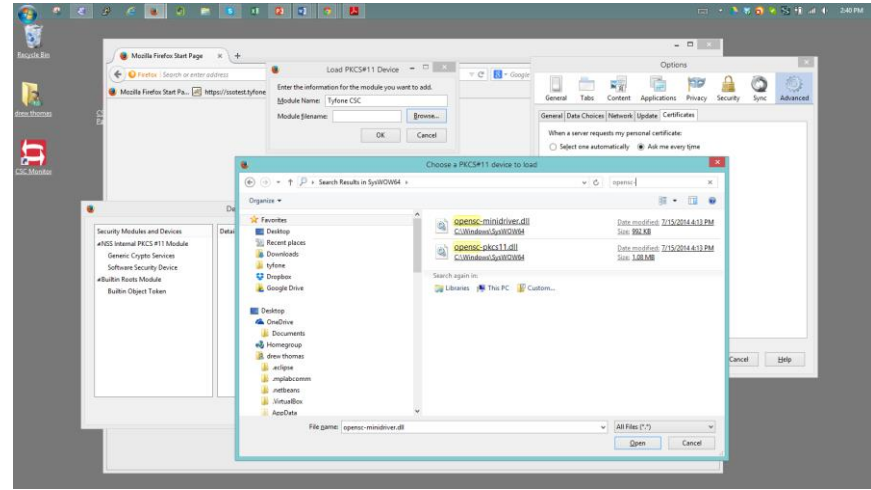 2:40 PM
Recycle Bin
drew thomas
CSC Monitor
Mozilla Firefox Start Page
Firefox
Search or enter address
Google
Mozilla Firefox Start Pa...
https://ssotest.tyfone
Load PKCS#11 Device
Enter the information for the module you want to add.
Module Name: Tyfone CSC
Module filename:
Browse...
OK
Cancel
Options
General
Tabs
Content
Applications
Privacy
Security
Sync
Advanced
General
Data Choices
Network
Update
Certificates
When a server requests my personal certificate:
Select one automatically
Ask me every time
Cancel
Help
De
Security Modules and Devices
Detai
NSS Internal PKCS #11 Module
Generic Crypto Services
Software Security Device
Builtin Roots Module
Builtin Object Token
Choose a PKCS#11 device to load
Search Results in SysWOW64
opensc-
Organize
Favorites
Desktop
Recent places
Downloads
tyfone
Dropbox
Google Drive
Desktop
OneDrive
Documents
Homegroup
drew thomas
.eclipse
.mplabcomm
.netbeans
.VirtualBox
AppData
opensc-minidriver.dll
C:\Windows\SysWOW64
Date modified: 7/15/2014 4:13 PM
Size: 992 KB
opensc-pkcs11.dll
C:\Windows\SysWOW64
Date modified: 7/15/2014 4:13 PM
Size: 1.08 MB
Search again in:
Libraries
This PC
Custom...
File name: opensc-minidriver.dll
All Files (*.*)
Open
Cancel